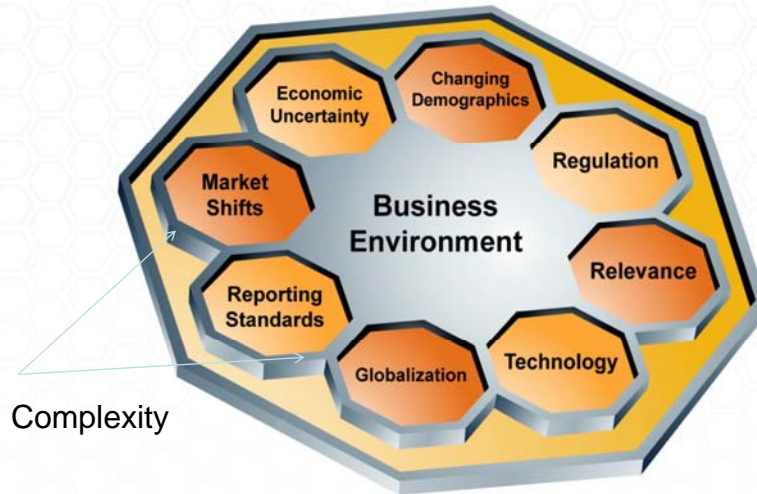 Economic
Uncertainty
Changing
Demographics
Regulation
Market
Shifts
Business
Environment
Relevance
Reporting
Standards
Technology
Globalization
Complexity